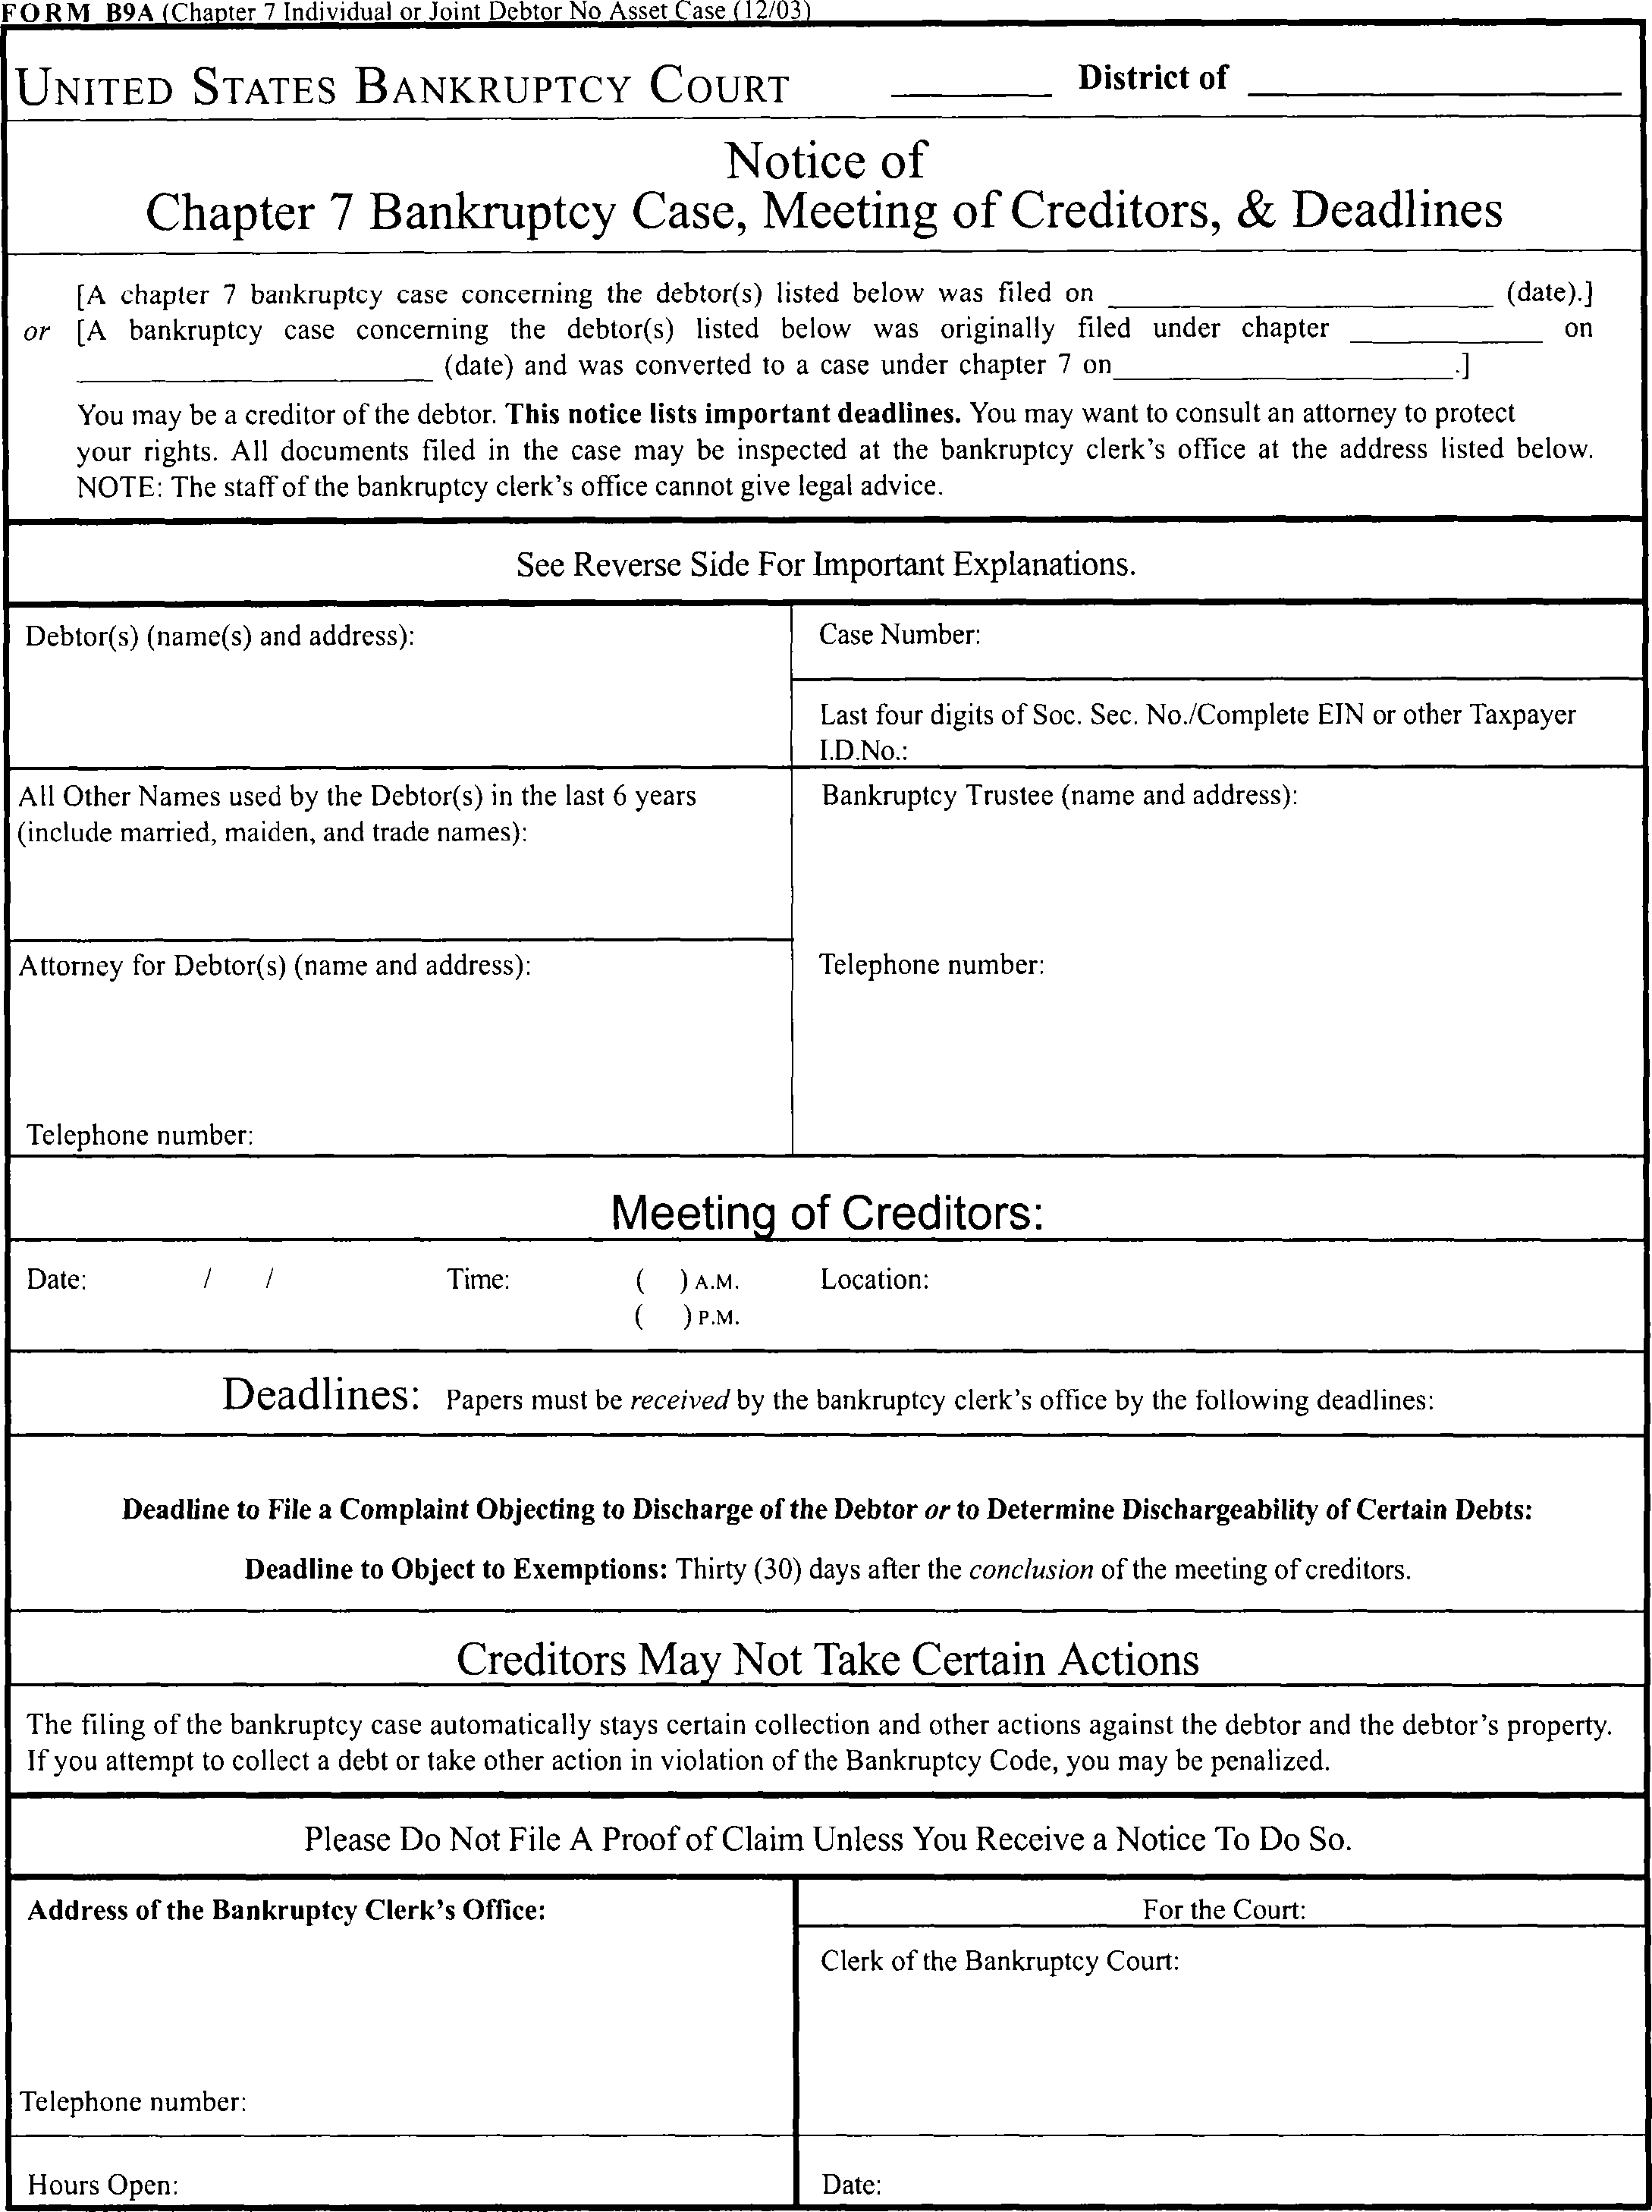 FORM B9A (Chapter 7 Individual or Joint Debtor No Asset Case (12/03)
UNITED STATES BANKRUPTCY COURT ________ District of ________
Notice of
Chapter 7 Bankruptcy Case, Meeting of Creditors, & Deadlines
[A chapter 7 bankruptcy case concerning the debtor(s) listed below was filed on ________ (date).]
or [A bankruptcy case concerning the debtor(s) listed below was originally filed under chapter ________ on
________ (date) and was converted to a case under chapter 7 on________.]
You may be a creditor of the debtor. This notice lists important deadlines. You may want to consult an attorney to protect
your rights. All documents filed in the case may be inspected at the bankruptcy clerk's office at the address listed below.
NOTE: The staff of the bankruptcy clerk's office cannot give legal advice.
See Reverse Side For Important Explanations.
Debtor(s) (name(s) and address):
Case Number:
Last four digits of Soc. Sec. No./Complete EIN or other Taxpayer
I.D.No.:
All Other Names used by the Debtor(s) in the last 6 years
(include married, maiden, and trade names):
Bankruptcy Trustee (name and address):
Attorney for Debtor(s) (name and address):
Telephone number:
Telephone number:
Meeting of Creditors:
Date: / / Time: ( ) A.M. Location:
( ) P.M.
Deadlines: Papers must be received by the bankruptcy clerk's office by the following deadlines:
Deadline to File a Complaint Objecting to Discharge of the Debtor or to Determine Dischargeability of Certain Debts:
Deadline to Object to Exemptions: Thirty (30) days after the conclusion of the meeting of creditors.
Creditors May Not Take Certain Actions
The filing of the bankruptcy case automatically stays certain collection and other actions against the debtor and the debtor's property.
If you attempt to collect a debt or take other action in violation of the Bankruptcy Code, you may be penalized.
Please Do Not File A Proof of Claim Unless You Receive a Notice To Do So.
Address of the Bankruptcy Clerk's Office:
Telephone number:
For the Court:
Clerk of the Bankruptcy Court:
Hours Open:
Date: